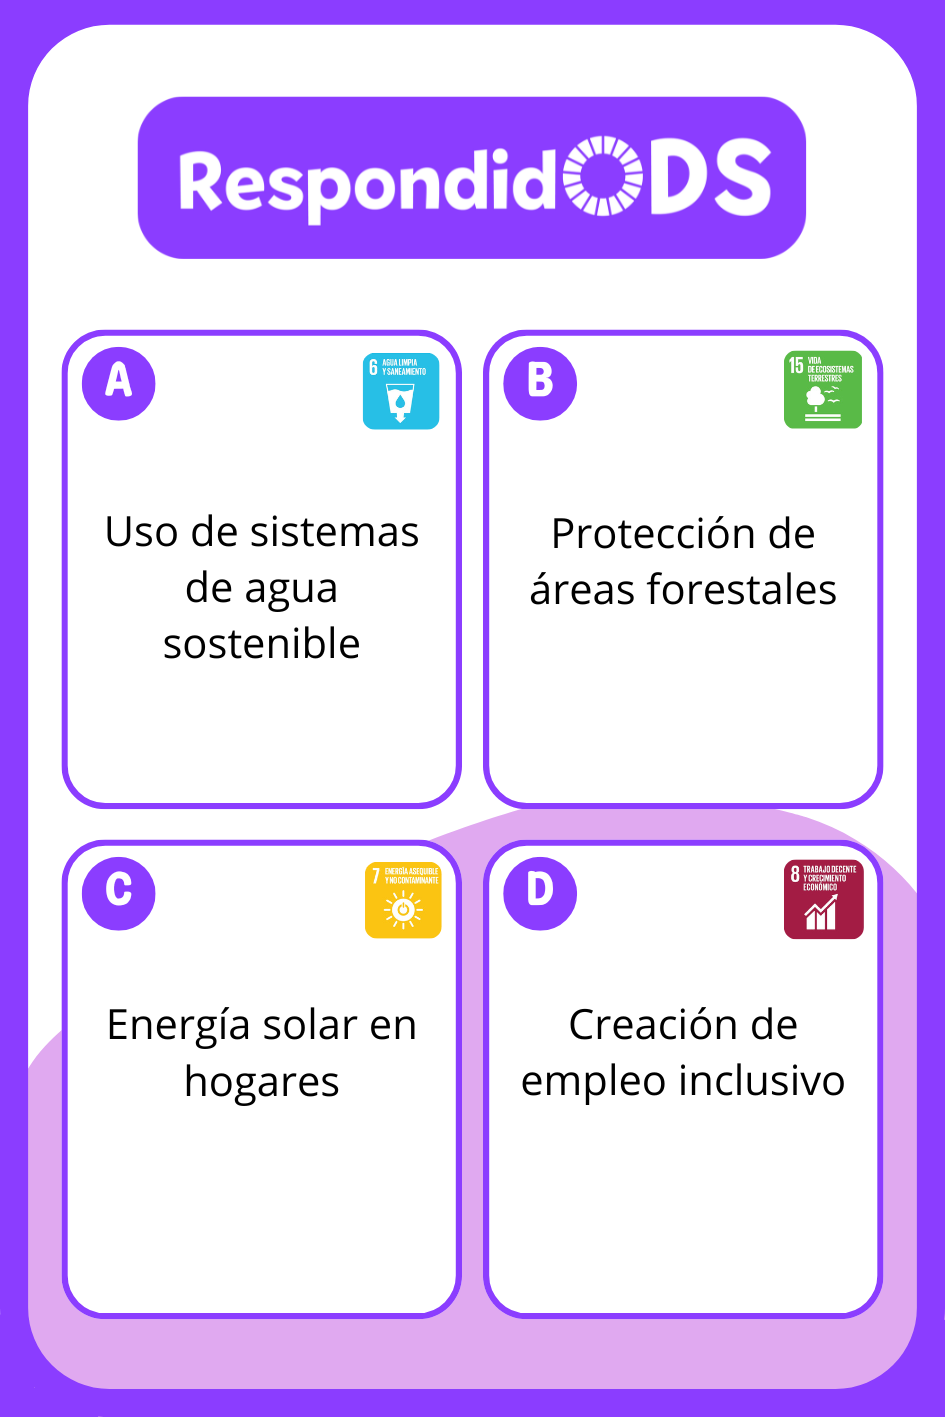 RespondidODS
A
6 AGUA LIMPIA
Y SANEAMIENTO
Uso de sistemas
de agua
sostenible
B
15 VIDA
DE ECOSISTEMAS
TERRESTRES
Protección de
áreas forestales
C
7 ENERGÍA ASEQUIBLE
Y NO CONTAMINANTE
Energía solar en
hogares
D
8 TRABAJO DECENTE
Y CRECIMIENTO
ECONÓMICO
Creación de
empleo inclusivo